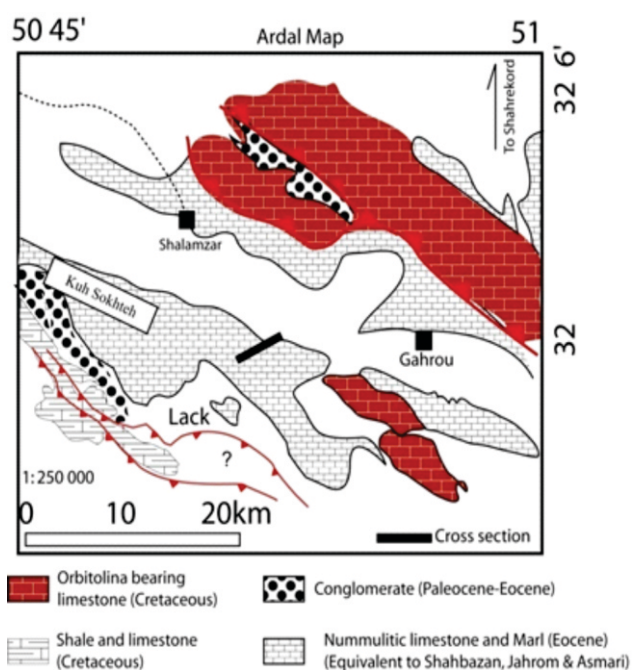 50 45'
Ardal Map
51
32 6'
To Shahrekord
Shalamzar
Kuh Sokhteh
32
Gahrou
Lack
?
1:250 000
0 10 20km
Cross section
Orbitolina bearing
limestone (Cretaceous)
Conglomerate (Paleocene-Eocene)
Shale and limestone
(Cretaceous)
Nummulitic limestone and Marl (Eocene)
(Equivalent to Shahbazan, Jahrom & Asmari)